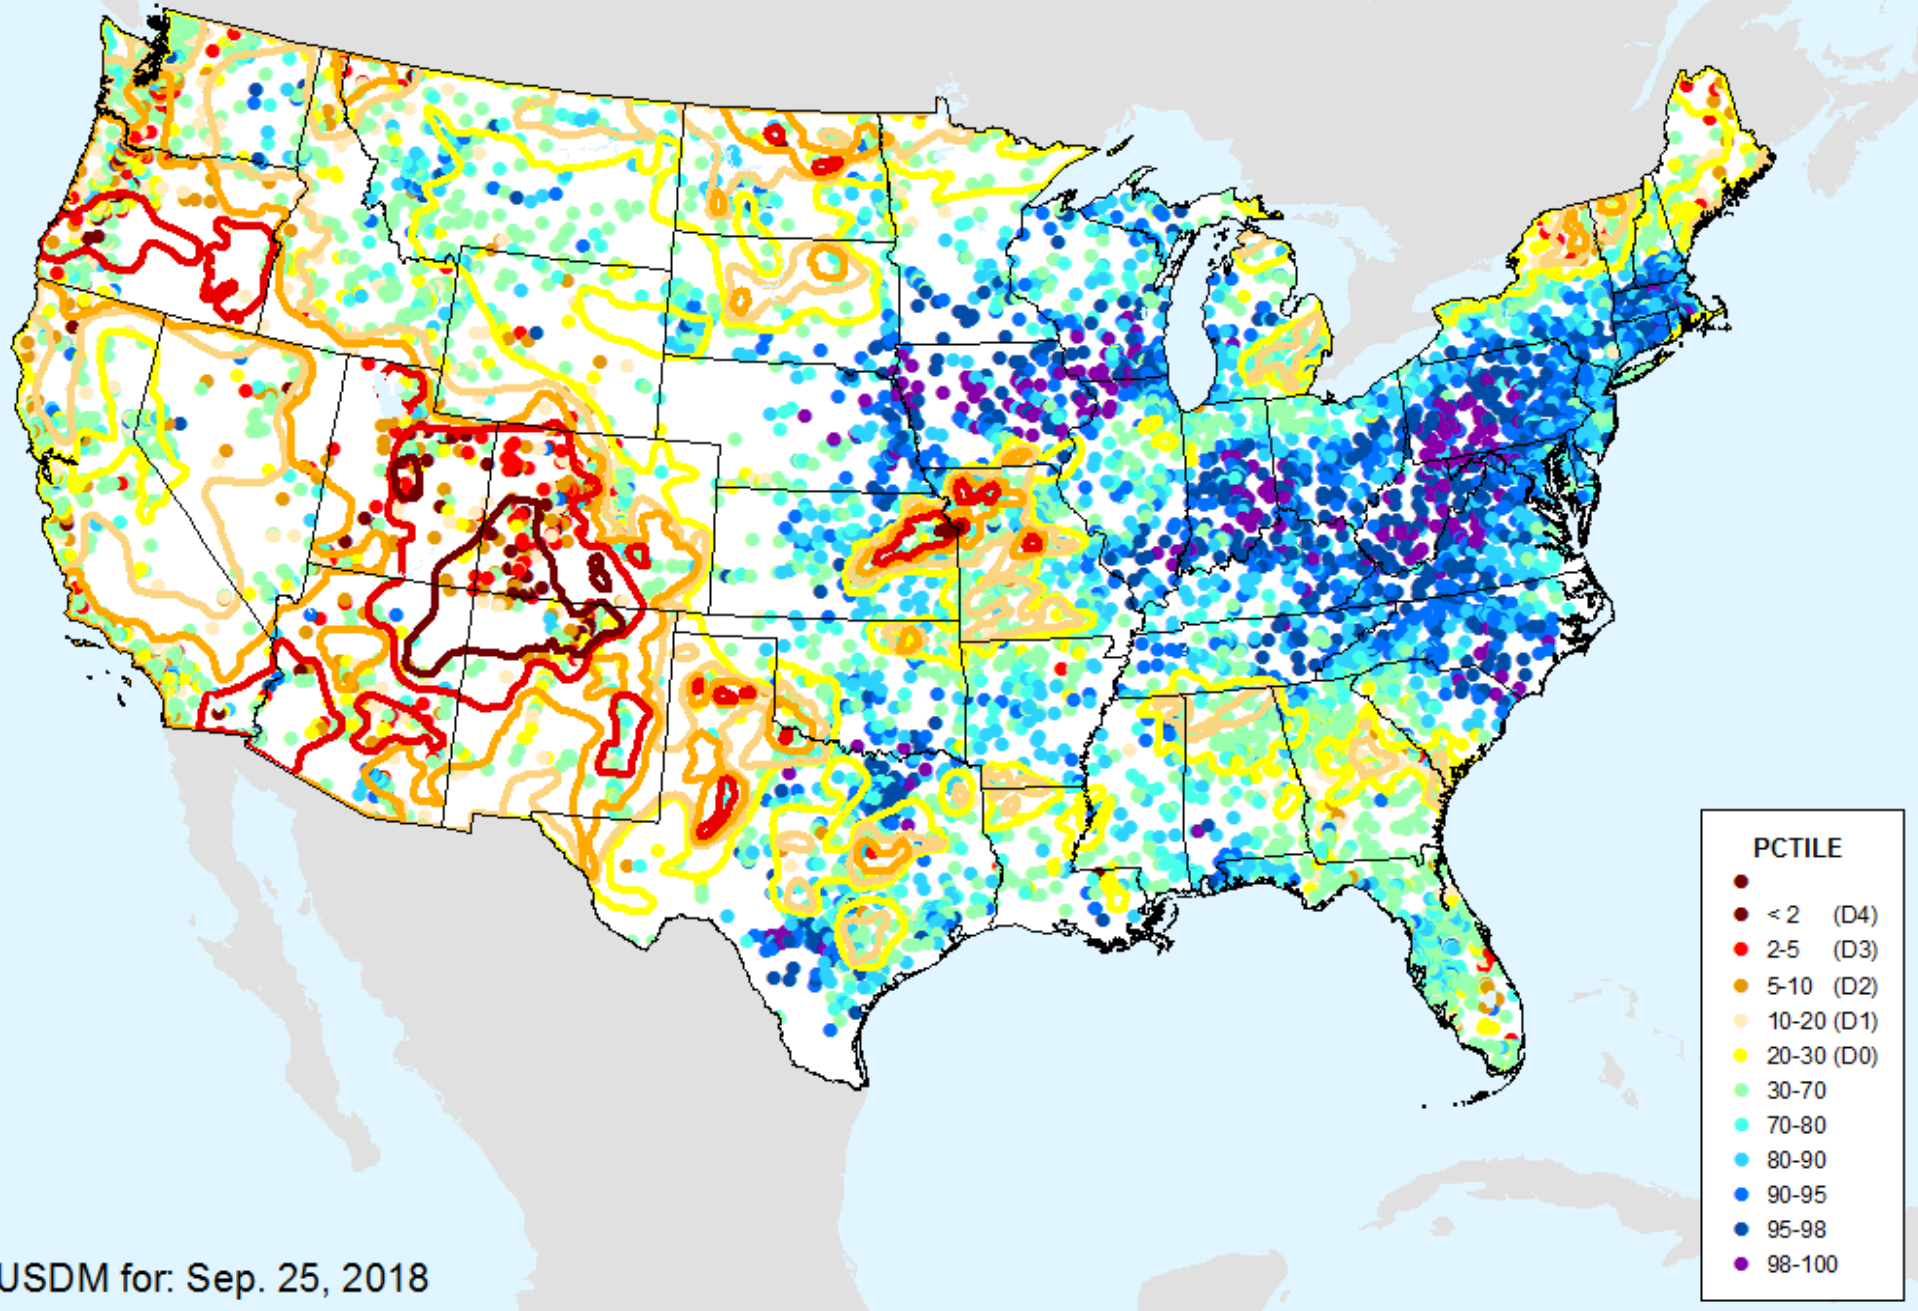 PCTILE
< 2 (D4)
2-5 (D3)
5-10 (D2)
10-20 (D1)
20-30 (D0)
30-70
70-80
80-90
90-95
95-98
98-100
USDM for: Sep. 25, 2018